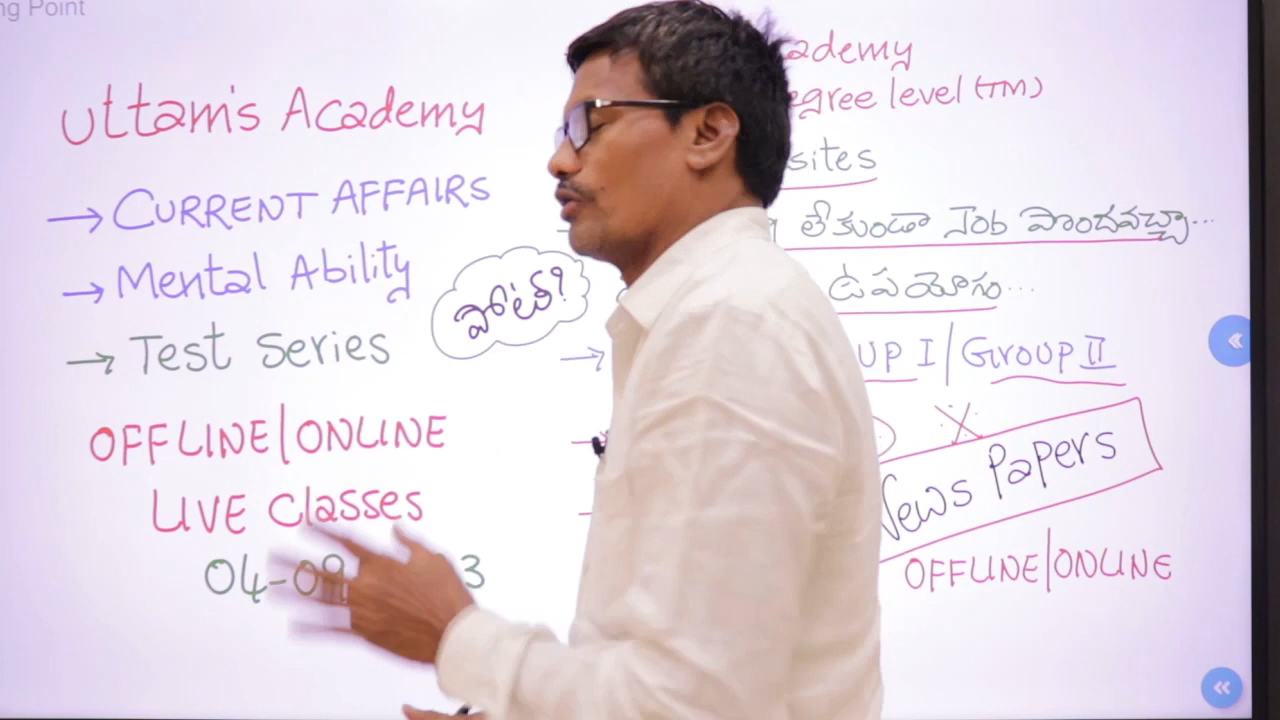 ng Point
Uttam's Academy
→ CURRENT AFFAIRS
→ Mental Ability
→ Test Series
OFFLINE|ONLINE
LIVE Classes
04-09 3
ademy
egree level (TM)
sites
లేకుండా Job పొందవచ్చా...
ఉపయోగం...
UP I/Group II
X
News Papers
OFFLINE|ONLINE